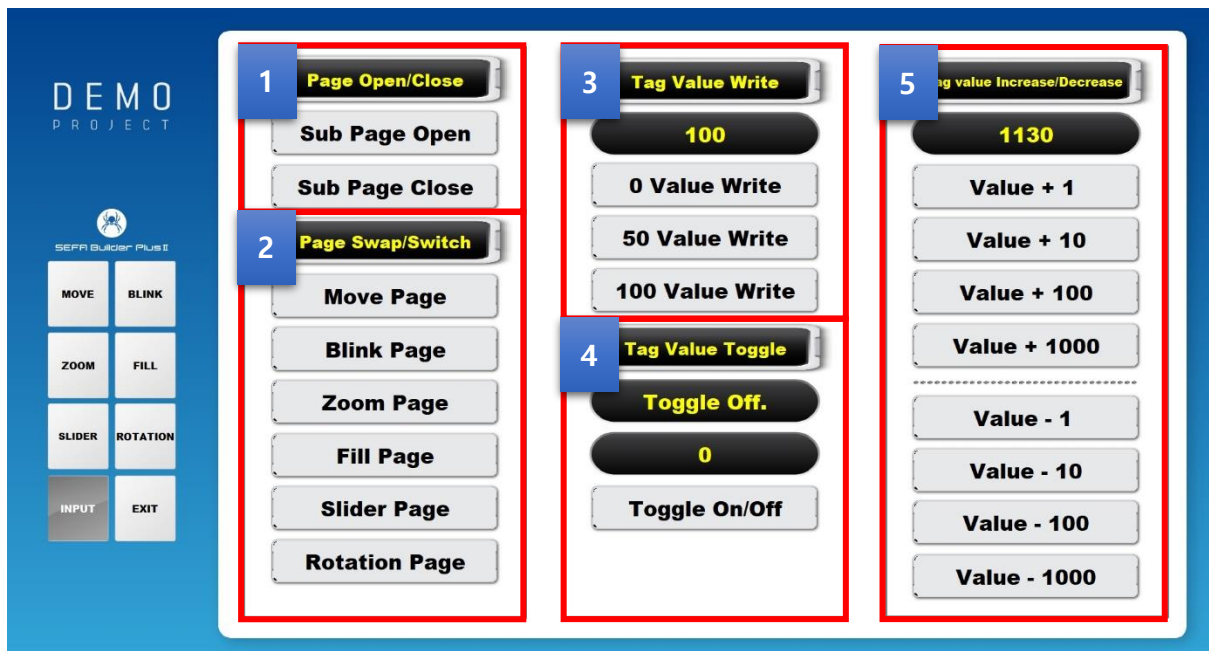 DEMO
PROJECT
SEFA Builder Plus II
MOVE
BLINK
ZOOM
FILL
SLIDER
ROTATION
INPUT
EXIT
1
Page Open/Close
Sub Page Open
Sub Page Close
2
Page Swap/Switch
Move Page
Blink Page
Zoom Page
Fill Page
Slider Page
Rotation Page
3
Tag Value Write
100
0 Value Write
50 Value Write
100 Value Write
4
Tag Value Toggle
Toggle Off.
0
Toggle On/Off
5
ag value Increase/Decrease
1130
Value + 1
Value + 10
Value + 100
Value + 1000
Value - 1
Value - 10
Value - 100
Value - 1000